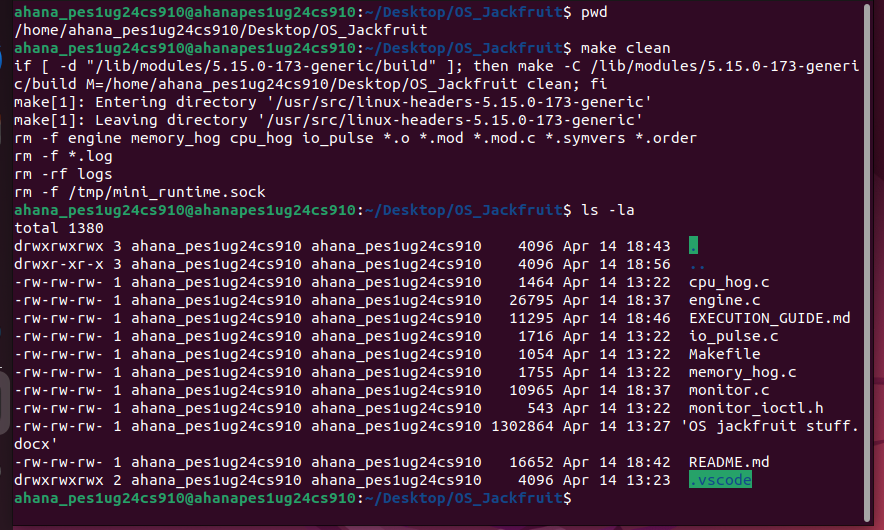 ahana_pes1ug24cs910@ahanapes1ug24cs910:~/Desktop/OS_Jackfruit$ pwd
/home/ahana_pes1ug24cs910/Desktop/OS_Jackfruit
ahana_pes1ug24cs910@ahanapes1ug24cs910:~/Desktop/OS_Jackfruit$ make clean
if [ -d "/lib/modules/5.15.0-173-generic/build" ]; then make -C /lib/modules/5.15.0-173-generi
c/build M=/home/ahana_pes1ug24cs910/Desktop/OS_Jackfruit clean; fi
make[1]: Entering directory '/usr/src/linux-headers-5.15.0-173-generic'
make[1]: Leaving directory '/usr/src/linux-headers-5.15.0-173-generic'
rm -f engine memory_hog cpu_hog io_pulse *.o *.mod *.mod.c *.symvers *.order
rm -f *.log
rm -rf logs
rm -f /tmp/mini_runtime.sock
ahana_pes1ug24cs910@ahanapes1ug24cs910:~/Desktop/OS_Jackfruit$ ls -la
total 1380
drwxrwxrwx 3 ahana_pes1ug24cs910 ahana_pes1ug24cs910    4096 Apr 14 18:43  .
drwxr-xr-x 3 ahana_pes1ug24cs910 ahana_pes1ug24cs910    4096 Apr 14 18:56  ..
-rw-rw-rw- 1 ahana_pes1ug24cs910 ahana_pes1ug24cs910    1464 Apr 14 13:22  cpu_hog.c
-rw-rw-rw- 1 ahana_pes1ug24cs910 ahana_pes1ug24cs910   26795 Apr 14 18:37  engine.c
-rw-rw-rw- 1 ahana_pes1ug24cs910 ahana_pes1ug24cs910   11295 Apr 14 18:46  EXECUTION_GUIDE.md
-rw-rw-rw- 1 ahana_pes1ug24cs910 ahana_pes1ug24cs910    1716 Apr 14 13:22  io_pulse.c
-rw-rw-rw- 1 ahana_pes1ug24cs910 ahana_pes1ug24cs910    1054 Apr 14 13:22  Makefile
-rw-rw-rw- 1 ahana_pes1ug24cs910 ahana_pes1ug24cs910    1755 Apr 14 13:22  memory_hog.c
-rw-rw-rw- 1 ahana_pes1ug24cs910 ahana_pes1ug24cs910   10965 Apr 14 18:37  monitor.c
-rw-rw-rw- 1 ahana_pes1ug24cs910 ahana_pes1ug24cs910     543 Apr 14 13:22  monitor_ioctl.h
-rw-rw-rw- 1 ahana_pes1ug24cs910 ahana_pes1ug24cs910 1302864 Apr 14 13:27 'OS jackfruit stuff.
docx'
-rw-rw-rw- 1 ahana_pes1ug24cs910 ahana_pes1ug24cs910   16652 Apr 14 18:42  README.md
drwxrwxrwx 2 ahana_pes1ug24cs910 ahana_pes1ug24cs910    4096 Apr 14 13:23  .vscode
ahana_pes1ug24cs910@ahanapes1ug24cs910:~/Desktop/OS_Jackfruit$